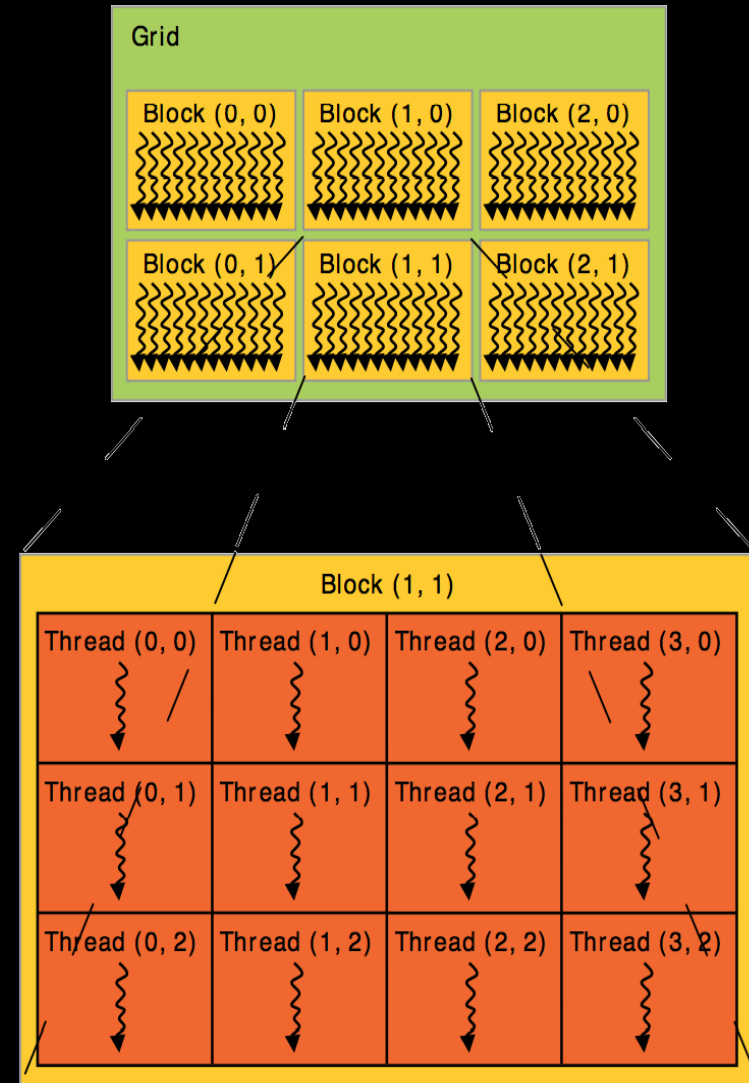 Grid
Block (0, 0) Block (1, 0) Block (2, 0)
Block (0, 1) Block (1, 1) Block (2, 1)
Block (1, 1)
Thread (0, 0) Thread (1, 0) Thread (2, 0) Thread (3, 0)
Thread (0, 1) Thread (1, 1) Thread (2, 1) Thread (3, 1)
Thread (0, 2) Thread (1, 2) Thread (2, 2) Thread (3, 2)